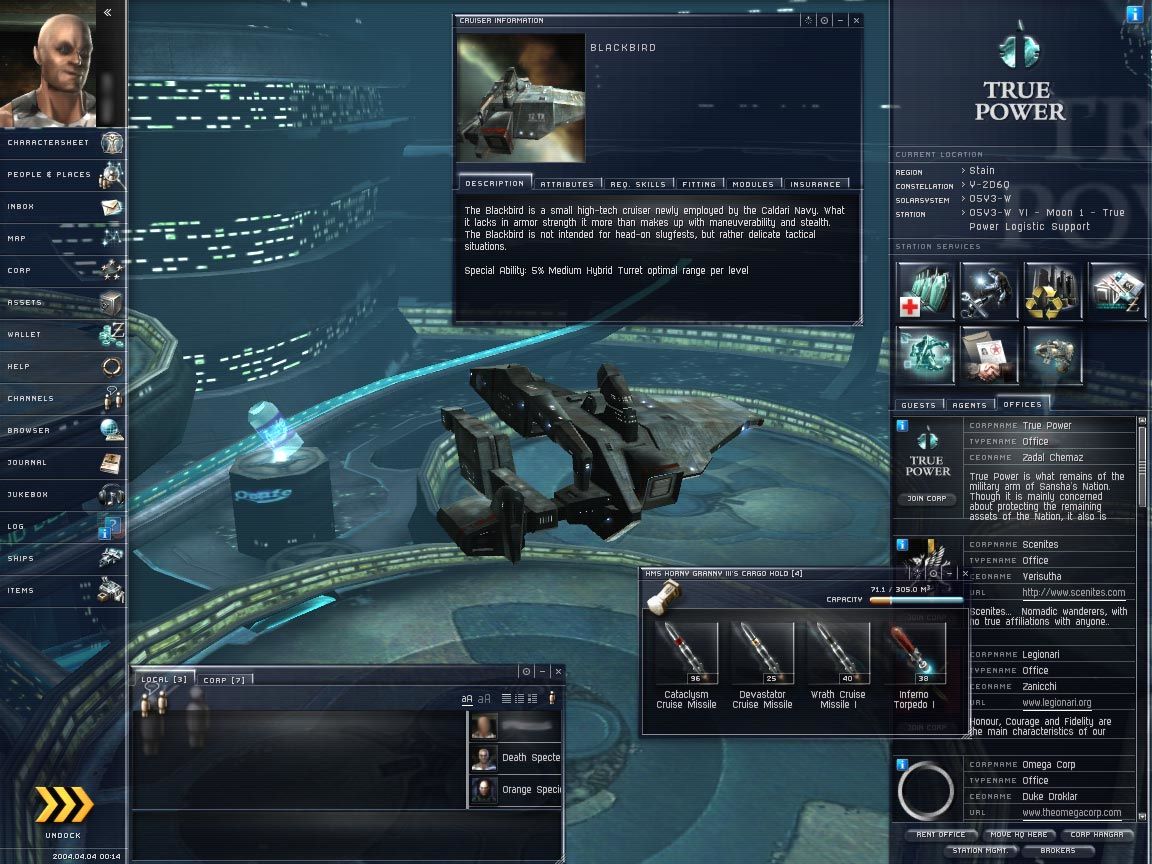 CHARACTERSHEET
PEOPLE & PLACES
INBOX
MAP
CORP
ASSETS
WALLET
HELP
CHANNELS
BROWSER
JOURNAL
JUKEBOX
LOG
SHIPS
ITEMS
UNDOCK
2004.04.04 00:14
CRUISER INFORMATION
BLACKBIRD
DESCRIPTION ATTRIBUTES REQ. SKILLS FITTING MODULES INSURANCE
The Blackbird is a small high-tech cruiser newly employed by the Caldari Navy. What
it lacks in armor strength it more than makes up with maneuverability and stealth.
The Blackbird is not intended for head-on slugfests, but rather delicate tactical
situations.
Special Ability: 5% Medium Hybrid Turret optimal range per level
LOCAL [3] CORP [7]
aA aA
Death Specte
Orange Speci
HMS HORNY GRANNY III'S CARGO HOLD [4]
71.1 / 305.0 M3
CAPACITY
96
25
40
38
Cataclysm
Cruise Missile
Devastator
Cruise Missile
Wrath Cruise
Missile I
Inferno
Torpedo I
TRUE
POWER
CURRENT LOCATION
REGION › Stain
CONSTELLATION › Y-2D6Q
SOLARSYSTEM › O5Y3-W
STATION › O5Y3-W VI - Moon 1 - True
Power Logistic Support
STATION SERVICES
GUESTS AGENTS OFFICES
TRUE
POWER
JOIN CORP
CORPNAME True Power
TYPENAME Office
CEONAME Zadal Chemaz
True Power is what remains of the
military arm of Sansha's Nation.
Though it is mainly concerned
about protecting the remaining
assets of the Nation, it also is
CORPNAME Scenites
TYPENAME Office
CEONAME Verisutha
URL http://www.scenites.com
JOIN CORP
Scenites... Nomadic wanderers, with
no true affiliations with anyone..
CORPNAME Legionari
TYPENAME Office
CEONAME Zanicchi
URL www.legionari.org
JOIN CORP
Honour, Courage and Fidelity are
the main characteristics of our
CORPNAME Omega Corp
TYPENAME Office
CEONAME Duke Droklar
URL www.theomegacorp.com
RENT OFFICE MOVE HQ HERE CORP HANGAR
STATION MGMT. BROKERS